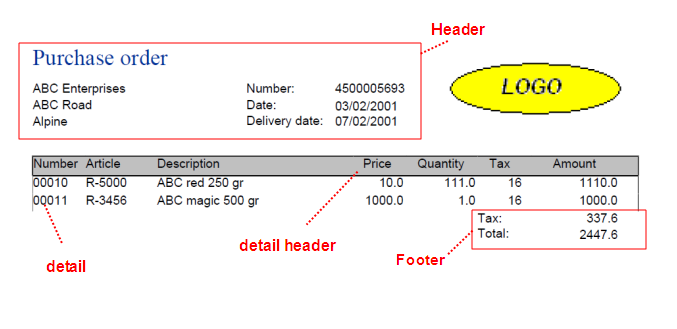 Header
Purchase order
LOGO
ABC Enterprises Number: 4500005693
ABC Road Date: 03/02/2001
Alpine Delivery date: 07/02/2001
Number Article Description Price Quantity Tax Amount
00010 R-5000 ABC red 250 gr 10.0 111.0 16 1110.0
00011 R-3456 ABC magic 500 gr 1000.0 1.0 16 1000.0
Tax: 337.6
Total: 2447.6
detail header
Footer
detail